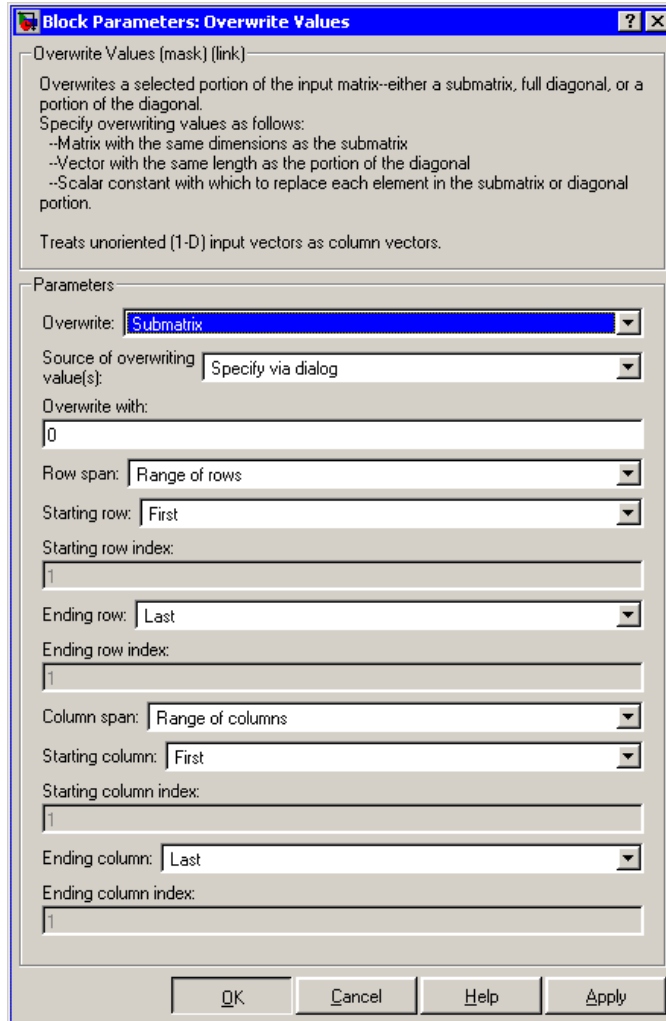 Block Parameters: Overwrite Values
Overwrite Values (mask) (link)
Overwrites a selected portion of the input matrix--either a submatrix, full diagonal, or a
portion of the diagonal.
Specify overwriting values as follows:
--Matrix with the same dimensions as the submatrix
--Vector with the same length as the portion of the diagonal
--Scalar constant with which to replace each element in the submatrix or diagonal
portion.
Treats unoriented (1-D) input vectors as column vectors.
Parameters
Overwrite: Submatrix
Source of overwriting
value(s): Specify via dialog
Overwrite with:
0
Row span: Range of rows
Starting row: First
Starting row index:
1
Ending row: Last
Ending row index:
1
Column span: Range of columns
Starting column: First
Starting column index:
1
Ending column: Last
Ending column index:
1
OK Cancel Help Apply